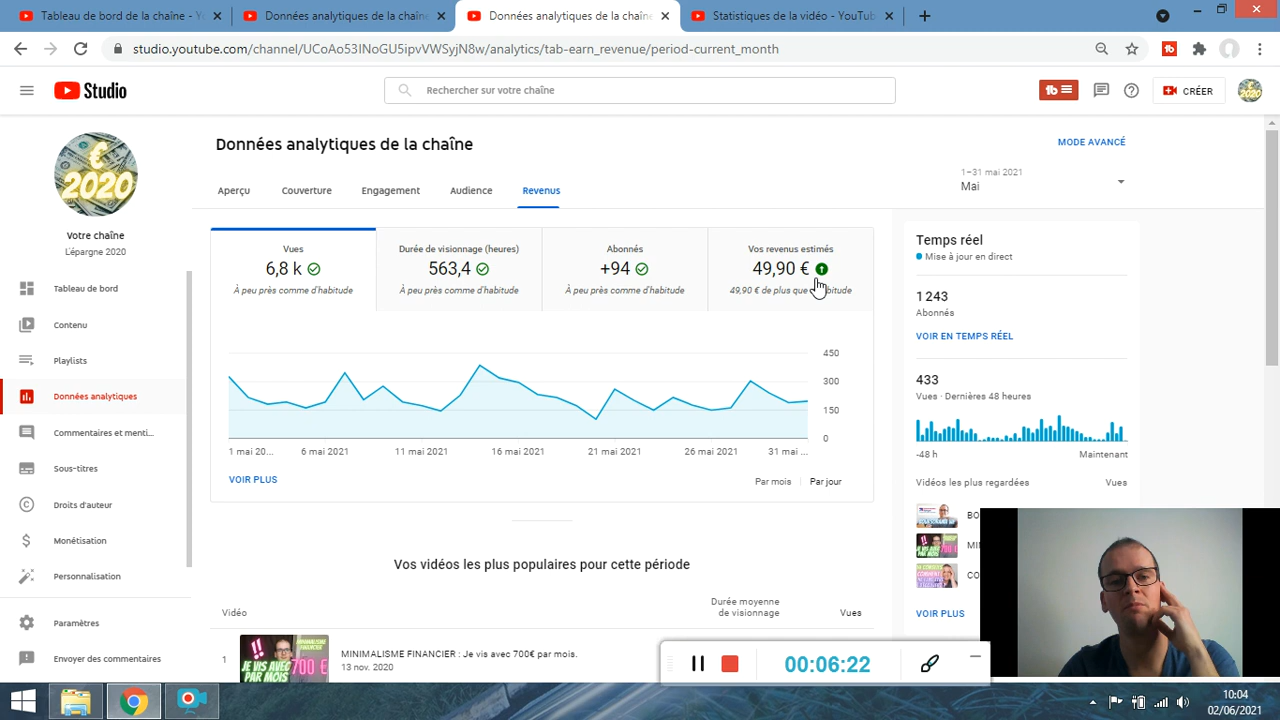 Tableau de bord de la chaîne - Y
Données analytiques de la chaîne
Données analytiques de la chaîne
Statistiques de la vidéo - YouTub
studio.youtube.com/channel/UCoAo53INoGU5ipvVWSyjN8w/analytics/tab-earn_revenue/period-current_month
Studio
Rechercher sur votre chaîne
CRÉER
€
2020
2020
Votre chaîne
L'épargne 2020
Tableau de bord
Contenu
Playlists
Données analytiques
Commentaires et menti...
Sous-titres
Droits d'auteur
Monétisation
Personnalisation
Paramètres
Envoyer des commentaires
Données analytiques de la chaîne
MODE AVANCÉ
Aperçu
Couverture
Engagement
Audience
Revenus
1–31 mai 2021
Mai
Vues
6,8 k
À peu près comme d'habitude
Durée de visionnage (heures)
563,4
À peu près comme d'habitude
Abonnés
+94
À peu près comme d'habitude
Vos revenus estimés
49,90 €
49,90 € de plus que
450
300
150
0
1 mai 20...
6 mai 2021
11 mai 2021
16 mai 2021
21 mai 2021
26 mai 2021
31 mai ...
VOIR PLUS
Par mois
Par jour
Vos vidéos les plus populaires pour cette période
Vidéo
Durée moyenne
de visionnage
Vues
1
JE VIS AVEC
700 €
MINIMALISME FINANCIER : Je vis avec 700€ par mois.
13 nov. 2020
Temps réel
Mise à jour en direct
1 243
Abonnés
VOIR EN TEMPS RÉEL
433
Vues · Dernières 48 heures
-48 h
Maintenant
Vidéos les plus regardées
Vues
BO
MI
CO
VOIR PLUS
00:06:22
10:04
02/06/2021